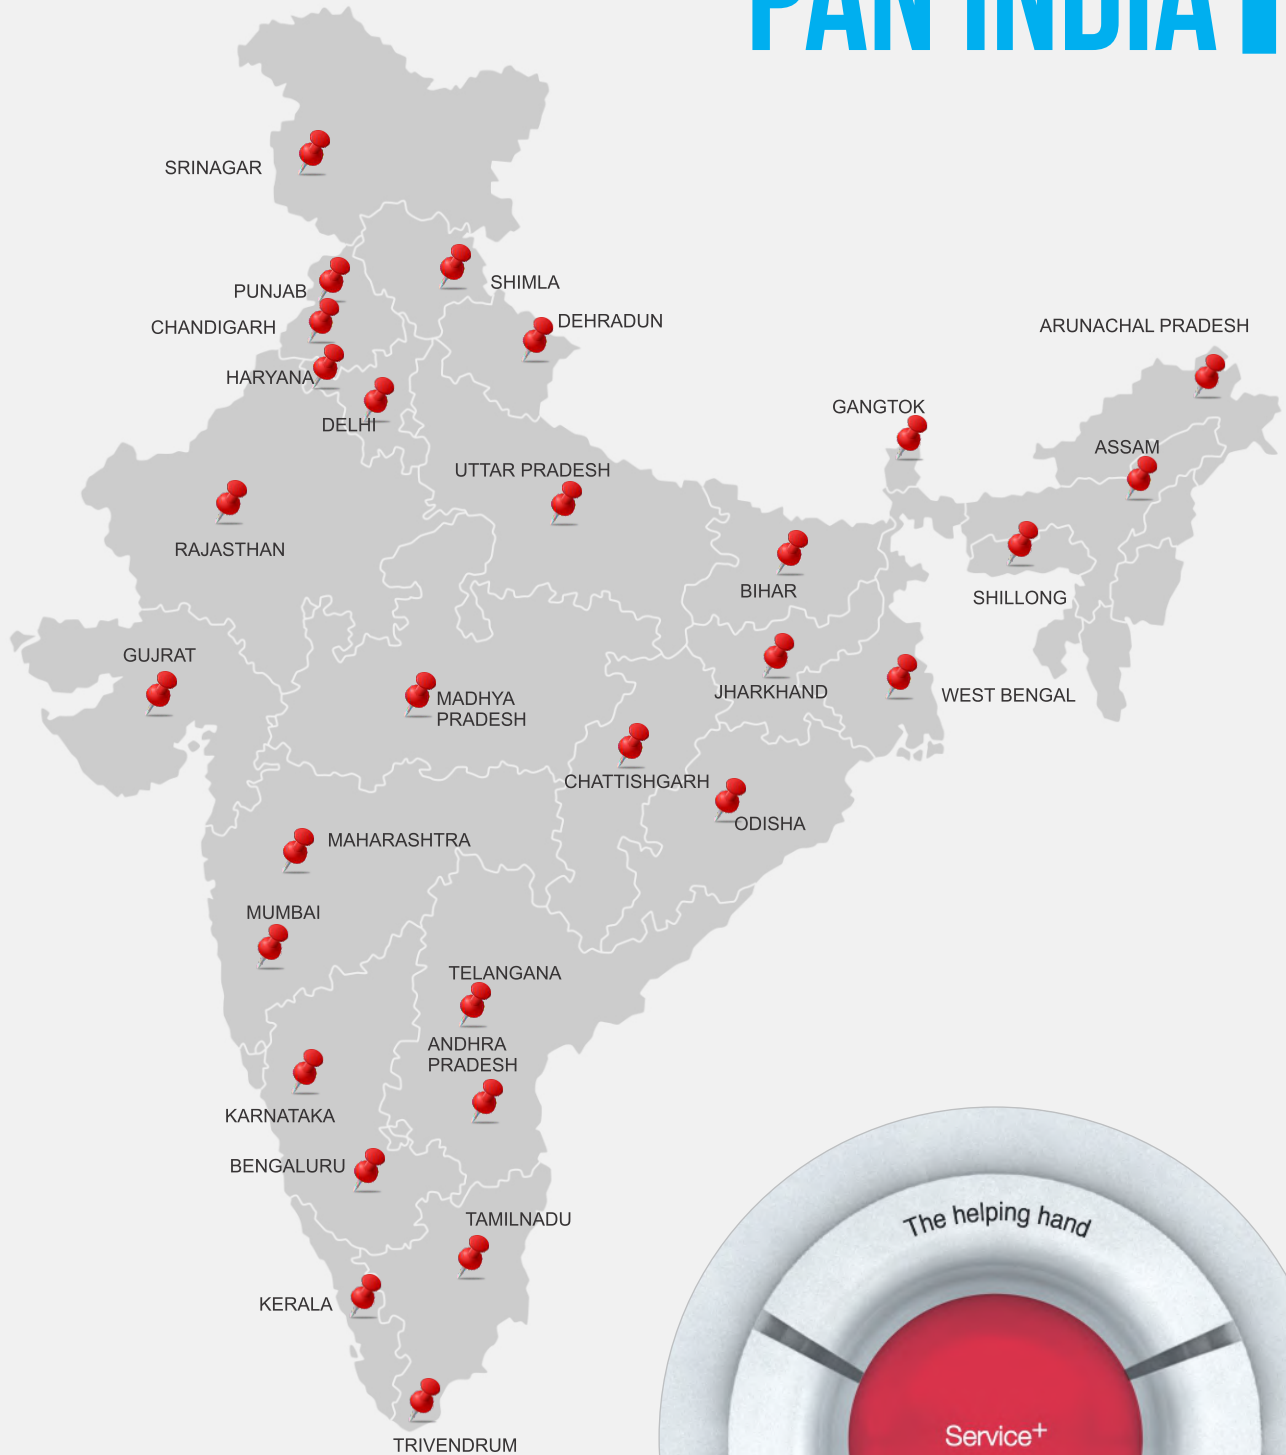 PAN INDIA
SRINAGAR
PUNJAB
SHIMLA
CHANDIGARH
DEHRADUN
ARUNACHAL PRADESH
HARYANA
DELHI
GANGTOK
ASSAM
UTTAR PRADESH
RAJASTHAN
BIHAR
SHILLONG
GUJRAT
MADHYA
PRADESH
JHARKHAND
WEST BENGAL
CHATTISHGARH
ODISHA
MAHARASHTRA
MUMBAI
TELANGANA
ANDHRA
PRADESH
KARNATAKA
BENGALURU
TAMILNADU
KERALA
TRIVENDRUM
The helping hand
Service+